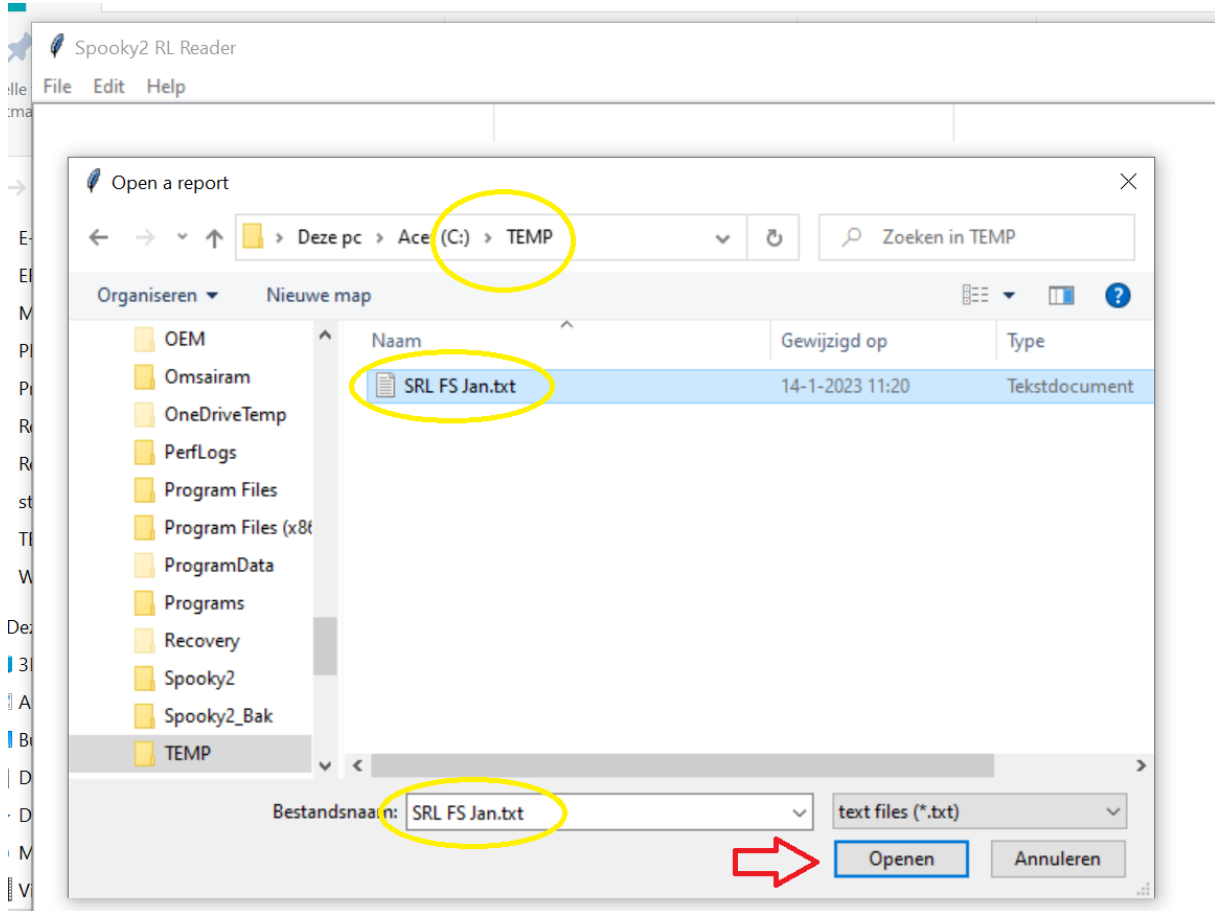 Spooky2 RL Reader
File Edit Help
Open a report
Deze pc > Acer (C:) > TEMP
Zoeken in TEMP
Organiseren Nieuwe map
Naam Gewijzigd op Type
SRL FS Jan.txt 14-1-2023 11:20 Tekstdocument
OEM
Omsairam
OneDriveTemp
PerfLogs
Program Files
Program Files (x86
ProgramData
Programs
Recovery
Spooky2
Spooky2_Bak
TEMP
Bestandsnaam: SRL FS Jan.txt text files (*.txt)
Openen Annuleren